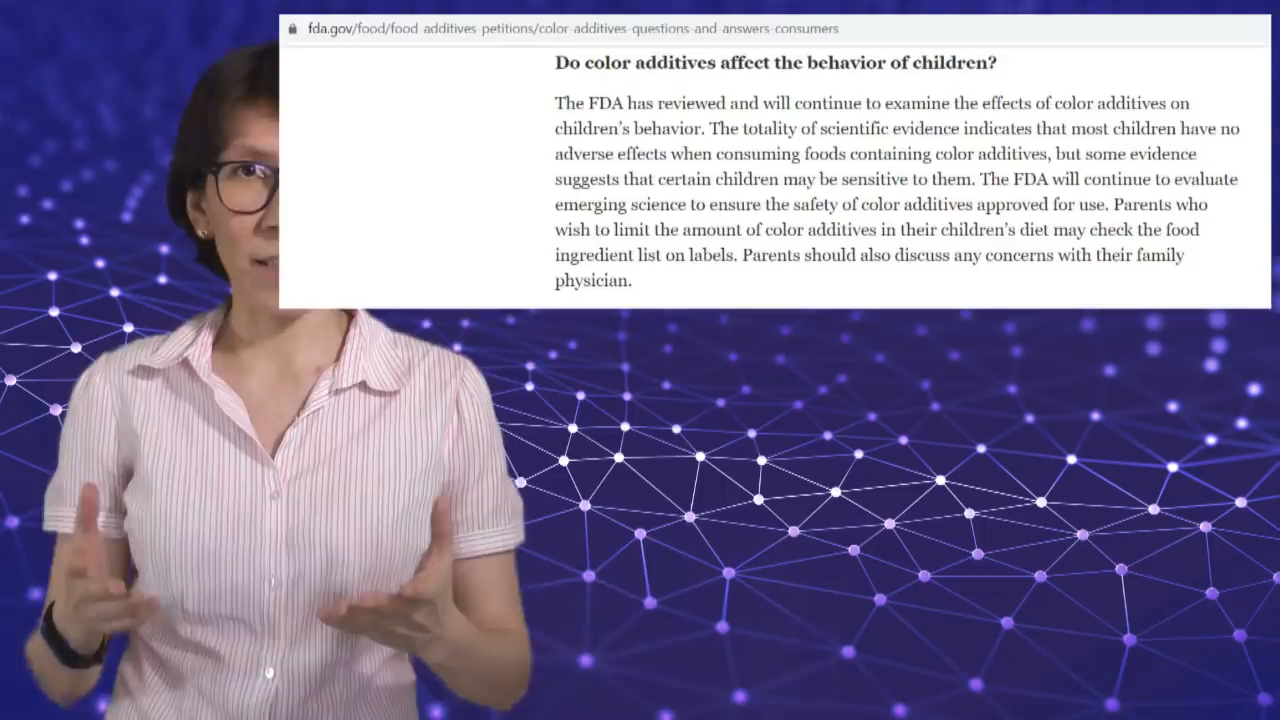 fda.gov/food/food-additives-petitions/color-additives-questions-and-answers-consumers
Do color additives affect the behavior of children?
The FDA has reviewed and will continue to examine the effects of color additives on
children’s behavior. The totality of scientific evidence indicates that most children have no
adverse effects when consuming foods containing color additives, but some evidence
suggests that certain children may be sensitive to them. The FDA will continue to evaluate
emerging science to ensure the safety of color additives approved for use. Parents who
wish to limit the amount of color additives in their children’s diet may check the food
ingredient list on labels. Parents should also discuss any concerns with their family
physician.